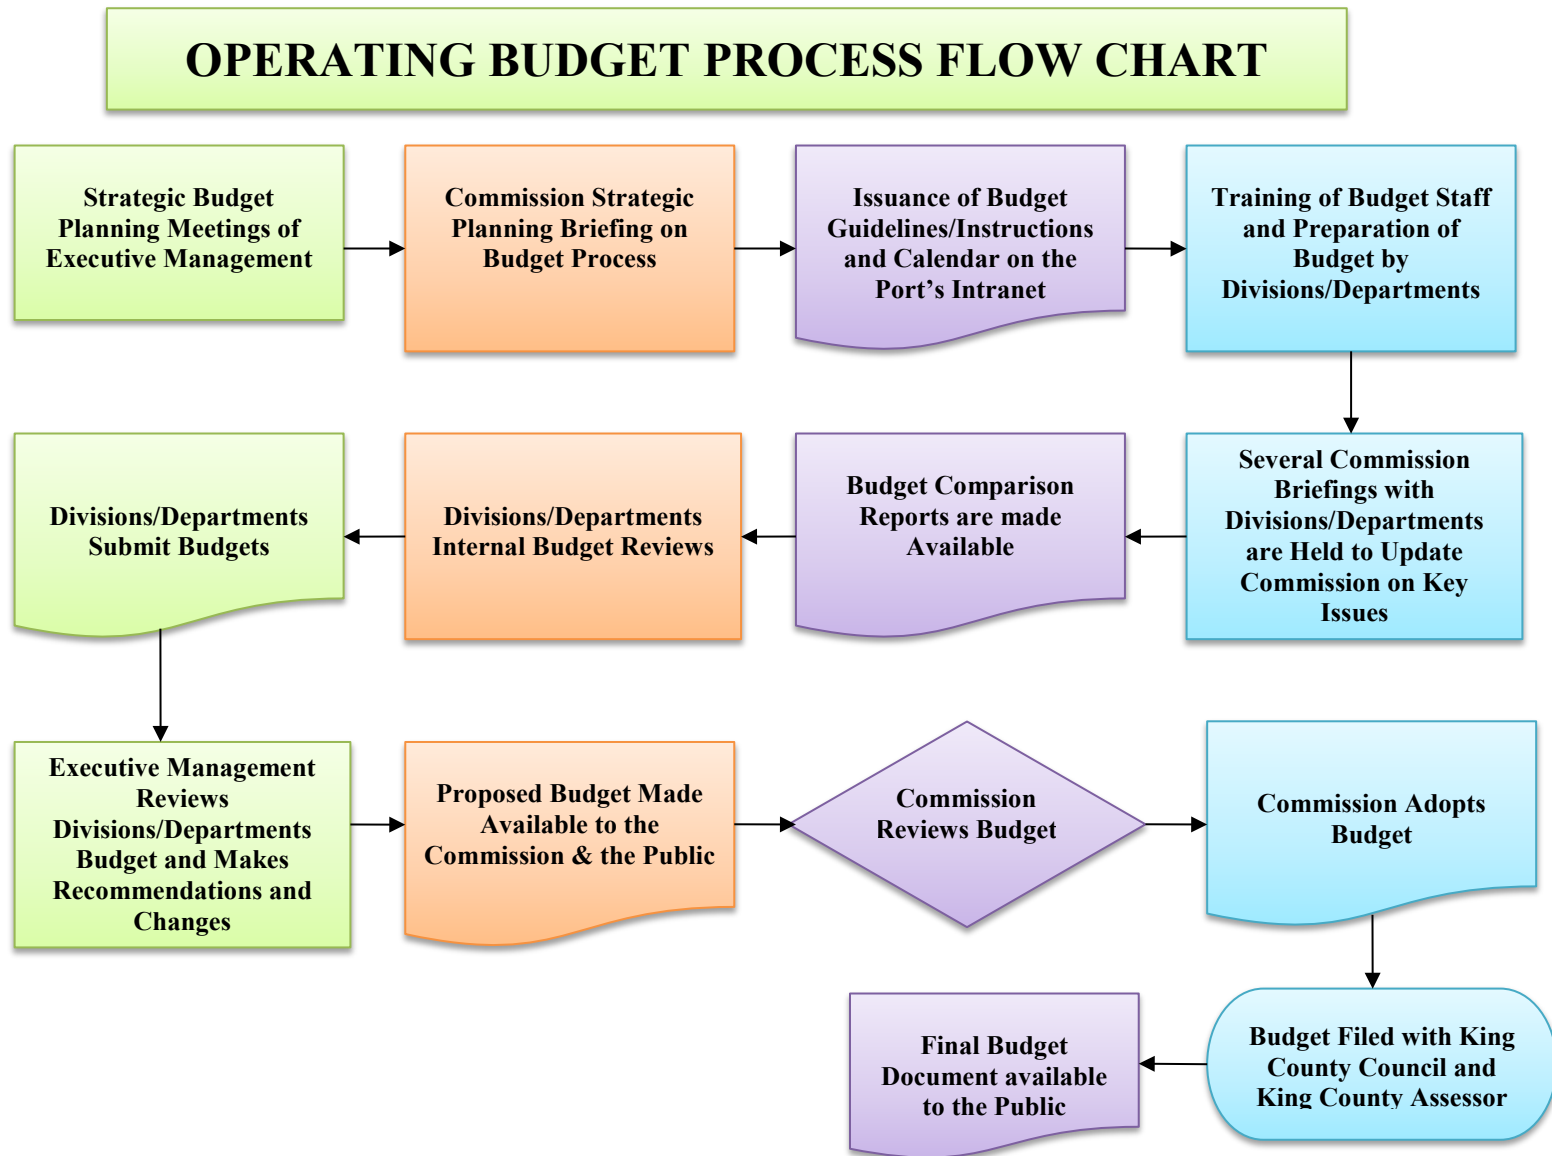 OPERATING BUDGET PROCESS FLOW CHART
Strategic Budget
Planning Meetings of
Executive Management
Commission Strategic
Planning Briefing on
Budget Process
Issuance of Budget
Guidelines/Instructions
and Calendar on the
Port’s Intranet
Training of Budget Staff
and Preparation of
Budget by
Divisions/Departments
Several Commission
Briefings with
Divisions/Departments
are Held to Update
Commission on Key
Issues
Budget Comparison
Reports are made
Available
Divisions/Departments
Internal Budget Reviews
Divisions/Departments
Submit Budgets
Executive Management
Reviews
Divisions/Departments
Budget and Makes
Recommendations and
Changes
Proposed Budget Made
Available to the
Commission & the Public
Commission
Reviews Budget
Commission Adopts
Budget
Budget Filed with King
County Council and
King County Assessor
Final Budget
Document available
to the Public